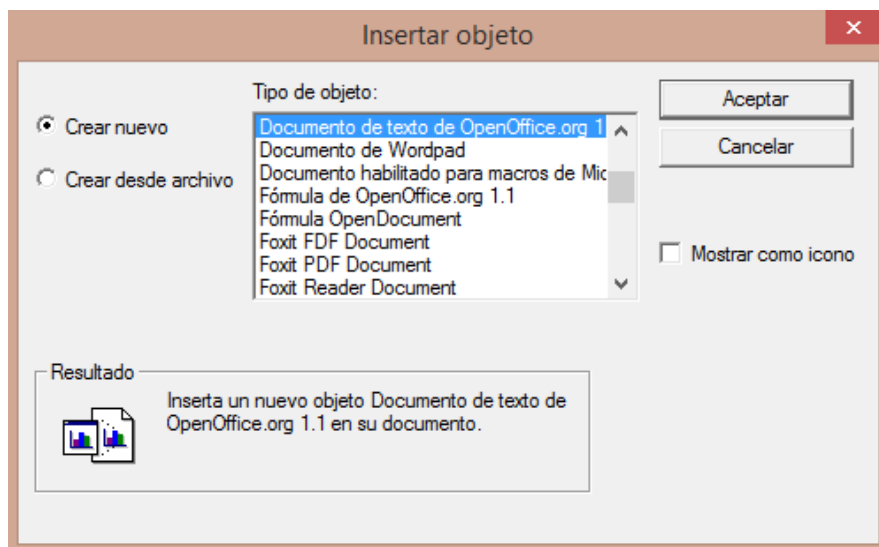 Insertar objeto
Tipo de objeto:
Crear nuevo
Crear desde archivo
Documento de texto de OpenOffice.org 1
Documento de Wordpad
Documento habilitado para macros de Mic
Fórmula de OpenOffice.org 1.1
Fórmula OpenDocument
Foxit FDF Document
Foxit PDF Document
Foxit Reader Document
Aceptar
Cancelar
Mostrar como icono
Resultado
Inserta un nuevo objeto Documento de texto de
OpenOffice.org 1.1 en su documento.